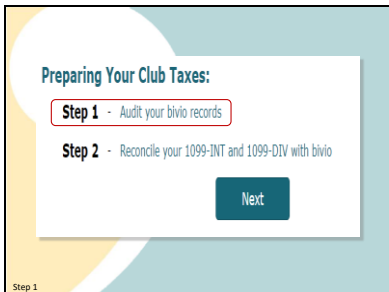 Preparing Your Club Taxes:
Step 1 - Audit your bivio records
Step 2 - Reconcile your 1099-INT and 1099-DIV with bivio
Next
Step 1